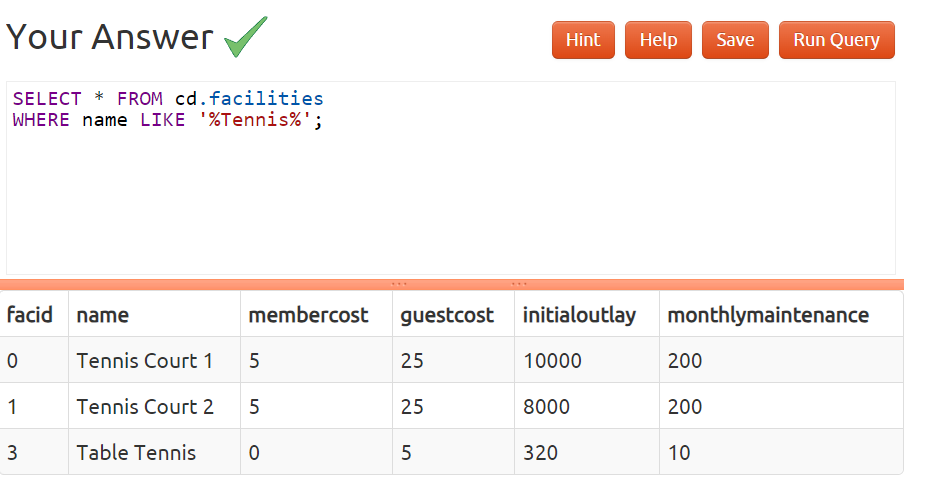 Your Answer
Hint Help Save Run Query
SELECT * FROM cd.facilities
WHERE name LIKE '%Tennis%';
facid name membercost guestcost initialoutlay monthlymaintenance
0 Tennis Court 1 5 25 10000 200
1 Tennis Court 2 5 25 8000 200
3 Table Tennis 0 5 320 10